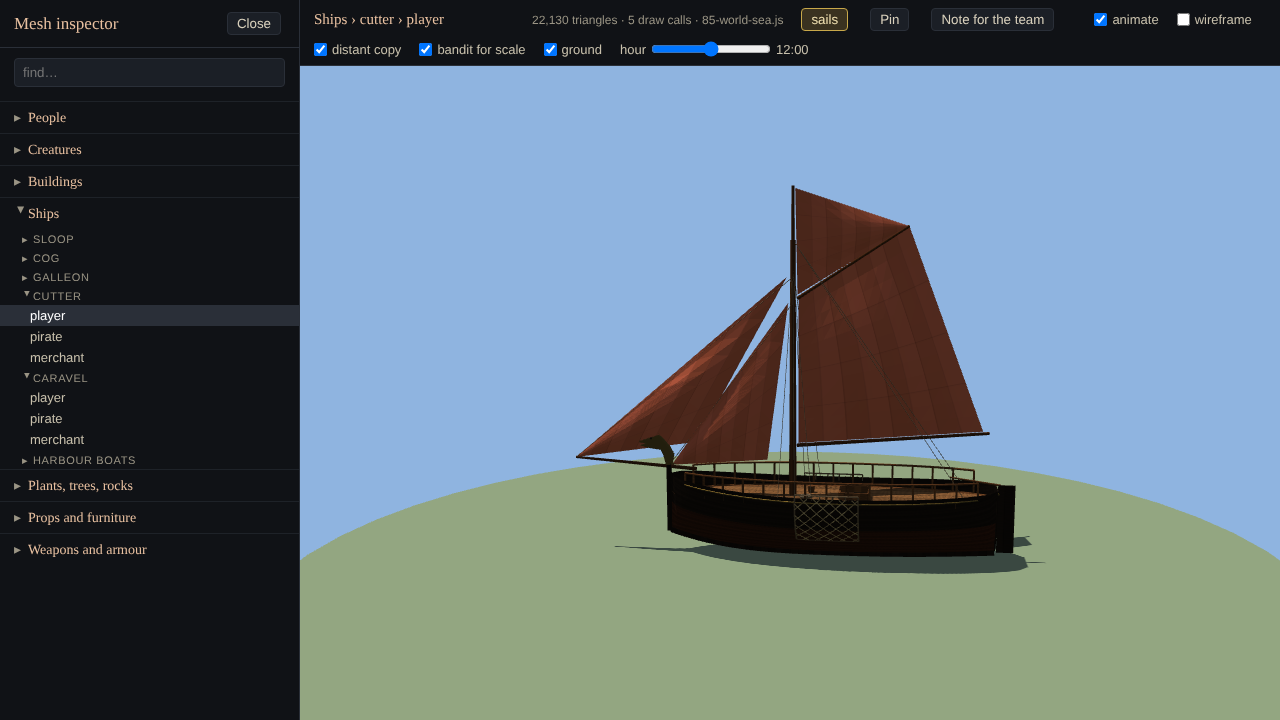 Mesh inspector
Close
find...
People
Creatures
Buildings
Ships
SLOOP
COG
GALLEON
CUTTER
player
pirate
merchant
CARAVEL
player
pirate
merchant
HARBOUR BOATS
Plants, trees, rocks
Props and furniture
Weapons and armour
Ships › cutter › player
22,130 triangles · 5 draw calls · 85-world-sea.js
sails
Pin
Note for the team
animate
wireframe
distant copy
bandit for scale
ground
hour
12:00